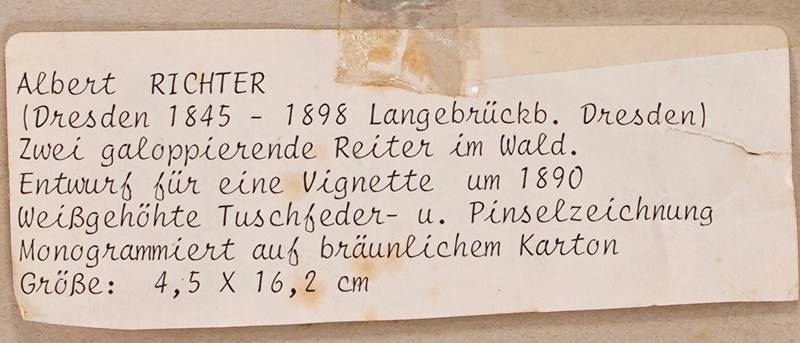 Albert RICHTER
(Dresden 1845 - 1898 Langebrückb. Dresden)
Zwei galoppierende Reiter im Wald.
Entwurf für eine Vignette um 1890
Weißgehöhte Tuschfeder- u. Pinselzeichnung
Monogrammiert auf bräunlichem Karton
Größe: 4,5 X 16,2 cm